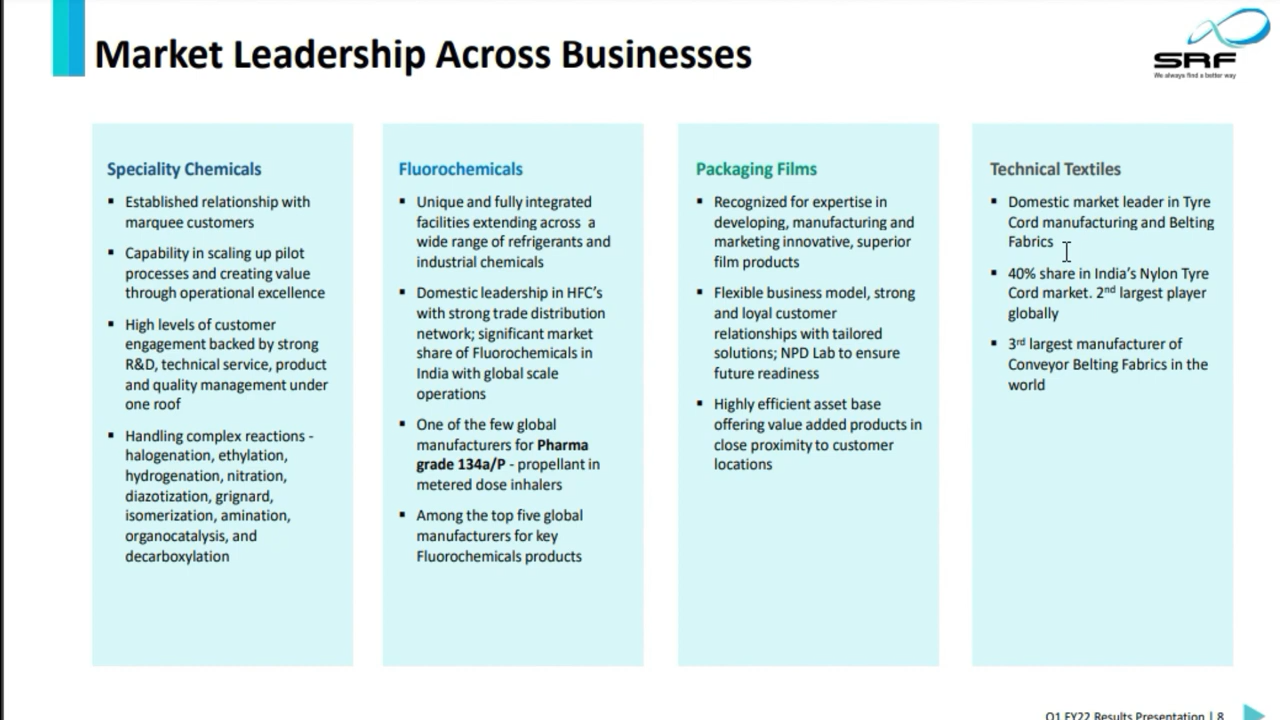 Market Leadership Across Businesses
SRF
We always find a better way
Speciality Chemicals
▪ Established relationship with
marquee customers
▪ Capability in scaling up pilot
processes and creating value
through operational excellence
▪ High levels of customer
engagement backed by strong
R&D, technical service, product
and quality management under
one roof
▪ Handling complex reactions -
halogenation, ethylation,
hydrogenation, nitration,
diazotization, grignard,
isomerization, amination,
organocatalysis, and
decarboxylation
Fluorochemicals
▪ Unique and fully integrated
facilities extending across a
wide range of refrigerants and
industrial chemicals
▪ Domestic leadership in HFC's
with strong trade distribution
network; significant market
share of Fluorochemicals in
India with global scale
operations
▪ One of the few global
manufacturers for Pharma
grade 134a/P - propellant in
metered dose inhalers
▪ Among the top five global
manufacturers for key
Fluorochemicals products
Packaging Films
▪ Recognized for expertise in
developing, manufacturing and
marketing innovative, superior
film products
▪ Flexible business model, strong
and loyal customer
relationships with tailored
solutions; NPD Lab to ensure
future readiness
▪ Highly efficient asset base
offering value added products in
close proximity to customer
locations
Technical Textiles
▪ Domestic market leader in Tyre
Cord manufacturing and Belting
Fabrics
▪ 40% share in India's Nylon Tyre
Cord market. 2nd largest player
globally
▪ 3rd largest manufacturer of
Conveyor Belting Fabrics in the
world
Q1 FY22 Results Presentation | 8